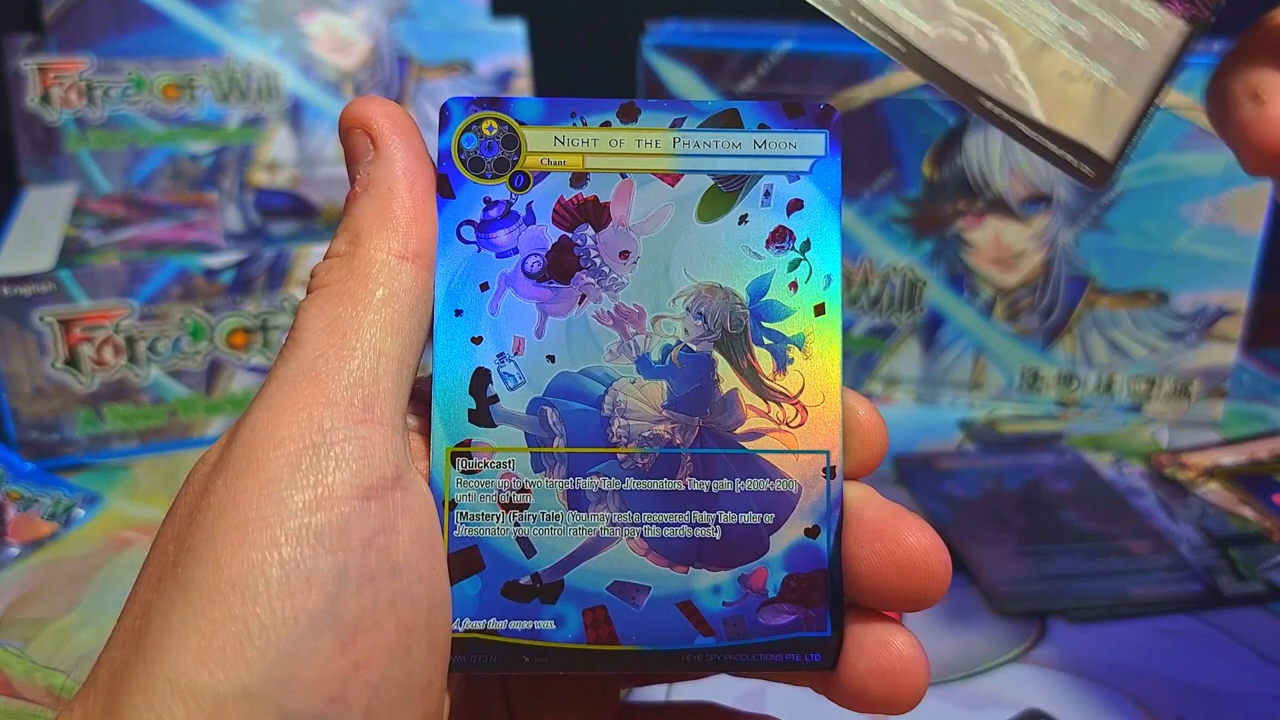 Force Of Will
English
Force Of Wi
A New
Will
Night of the Phantom Moon
Chant
0
[Quickcast]
Recover up to two target Fairy Tale J/resonators. They gain [+200/+200]
until end of turn.
[Mastery] (Fairy Tale) (You may rest a recovered Fairy Tale ruler or
J/resonator you control rather than pay this card's cost.)
A feast that once was.
©EYE SPY PRODUCTIONS PTE. LTD